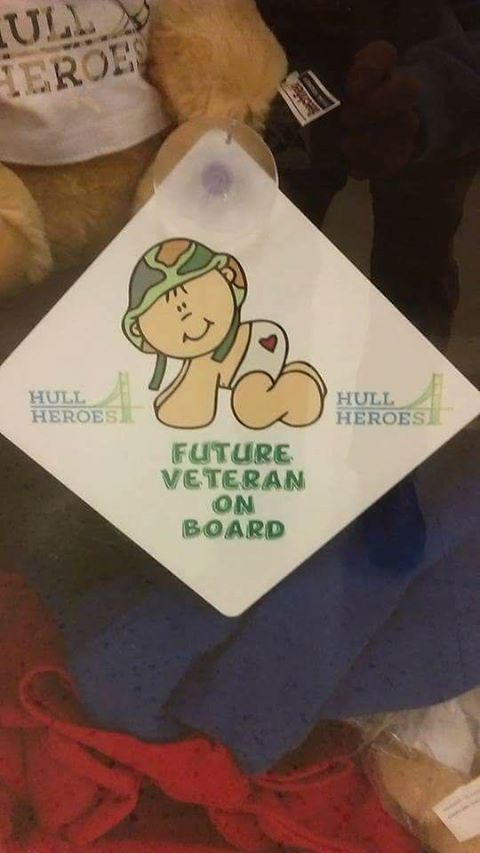 HULL
HEROES
HULL
HEROES
HULL
HEROES
FUTURE
VETERAN
ON
BOARD